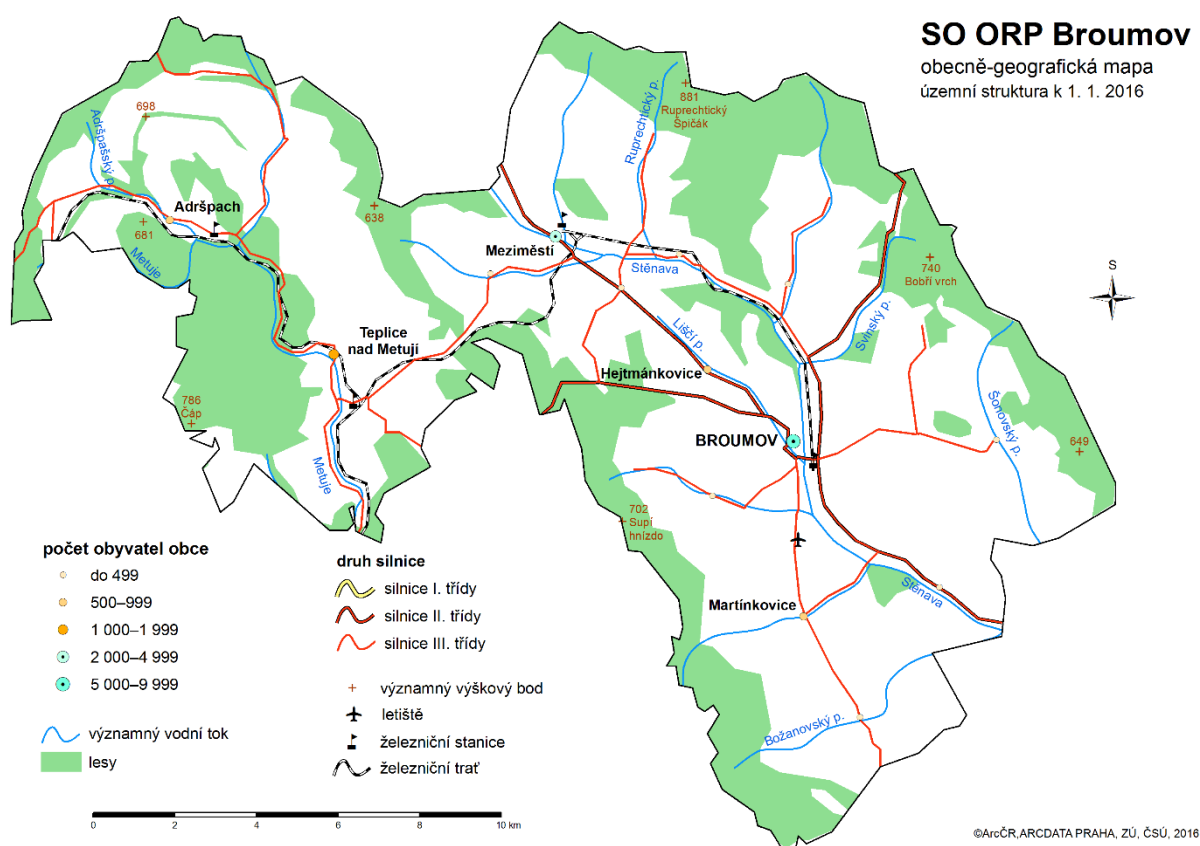 SO ORP Broumov
obecně-geografická mapa
územní struktura k 1. 1. 2016
698
Adršpašský p.
Adršpach
681
Metuje
638
881
Ruprechtický
Špičák
Ruprechtický p.
Meziměstí
Stěnava
740
Bobří vrch
Svinský p.
S
Teplice
nad Metují
Liščí p.
Hejtmánkovice
786
Čáp
Metuje
BROUMOV
Šonovský p.
649
702
Supí
hnízdo
Martínkovice
Stěnava
Božanovský p.
počet obyvatel obce
do 499
500–999
1 000–1 999
2 000–4 999
5 000–9 999
významný vodní tok
lesy
druh silnice
silnice I. třídy
silnice II. třídy
silnice III. třídy
významný výškový bod
letiště
železniční stanice
železniční trať
0 2 4 6 8 10 km
©ArcČR,ARCDATA PRAHA, ZÚ, ČSÚ, 2016